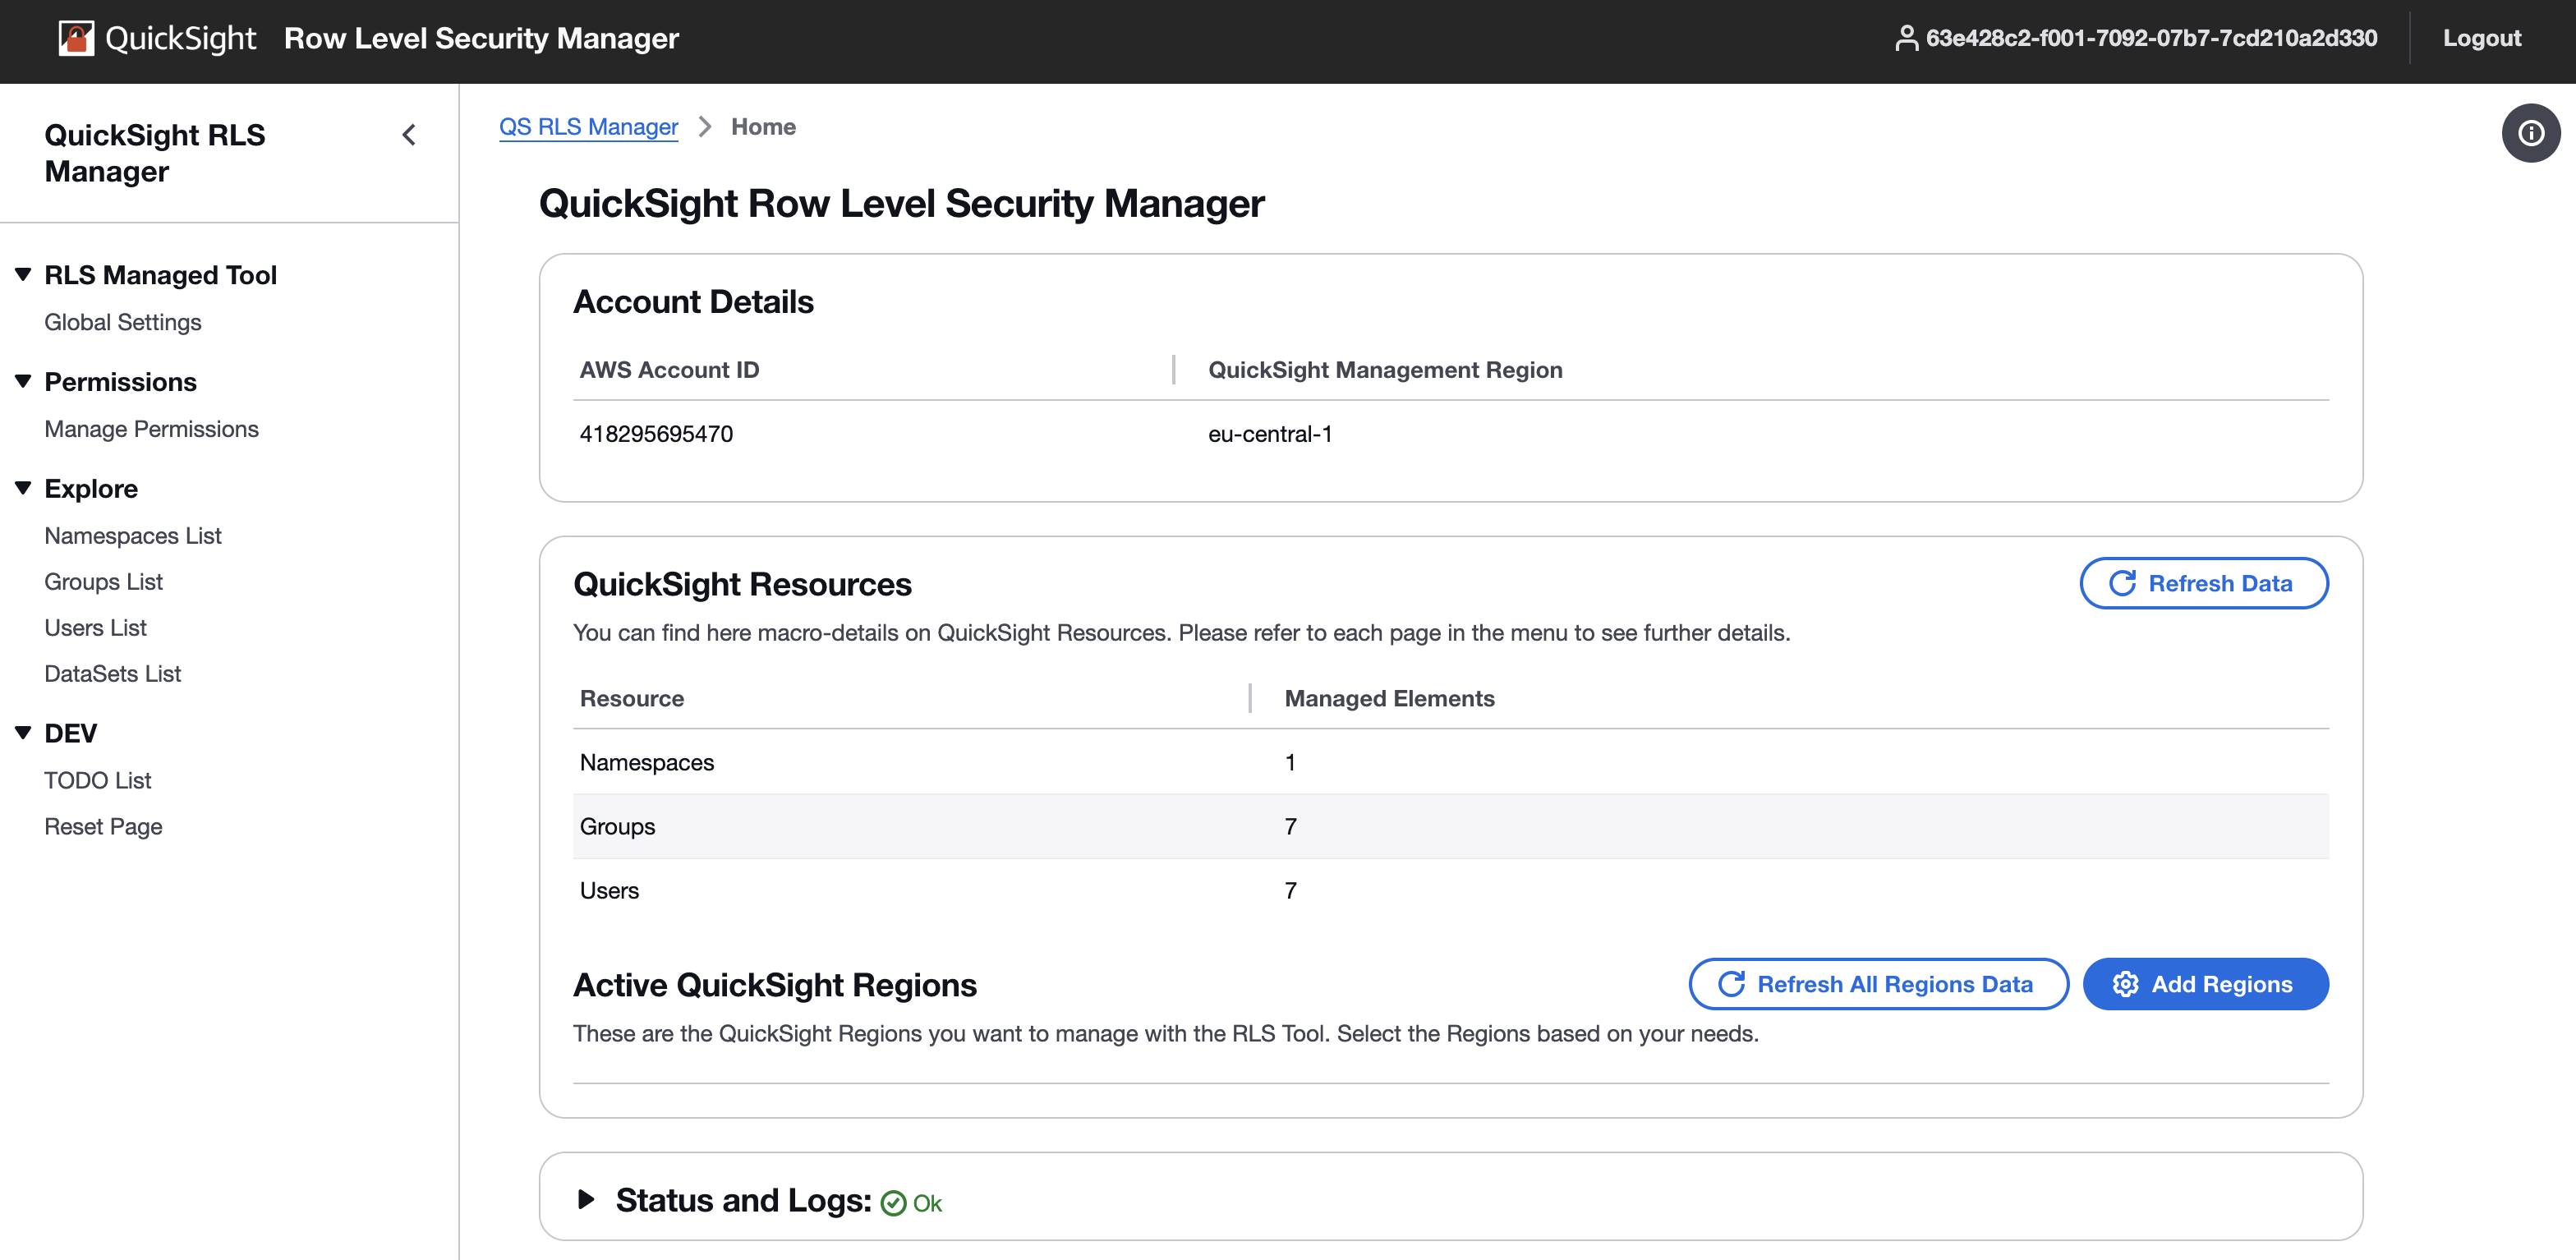 QuickSight Row Level Security Manager
63e428c2-f001-7092-07b7-7cd210a2d330
Logout
QuickSight RLS
Manager
RLS Managed Tool
Global Settings
Permissions
Manage Permissions
Explore
Namespaces List
Groups List
Users List
DataSets List
DEV
TODO List
Reset Page
QS RLS Manager > Home
QuickSight Row Level Security Manager
Account Details
AWS Account ID QuickSight Management Region
418295695470 eu-central-1
QuickSight Resources
Refresh Data
You can find here macro-details on QuickSight Resources. Please refer to each page in the menu to see further details.
Resource Managed Elements
Namespaces 1
Groups 7
Users 7
Active QuickSight Regions
Refresh All Regions Data
Add Regions
These are the QuickSight Regions you want to manage with the RLS Tool. Select the Regions based on your needs.
Status and Logs: Ok